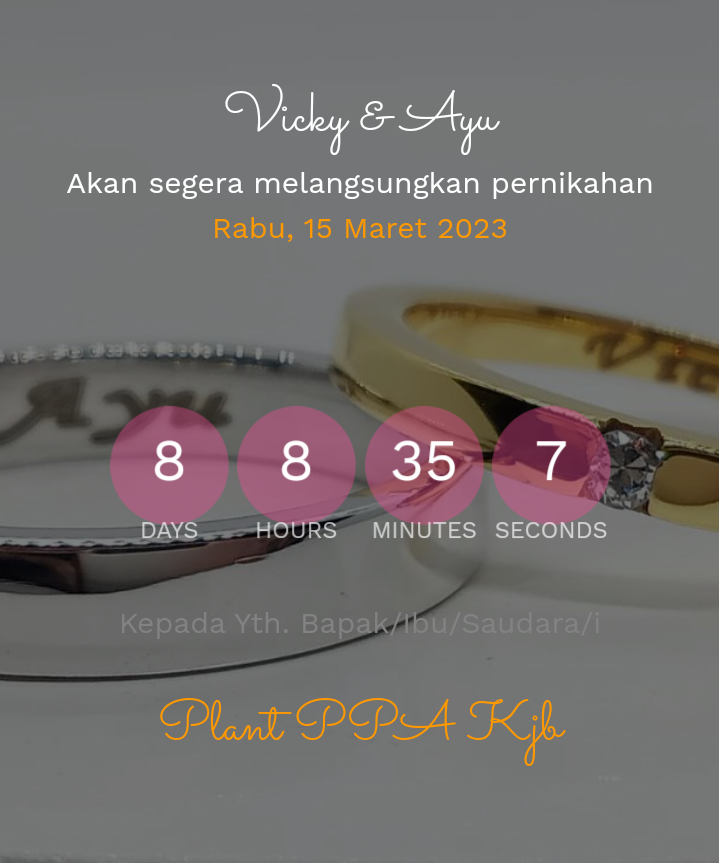 Vicky & Ayu
Akan segera melangsungkan pernikahan
Rabu, 15 Maret 2023
Ayu
8 8 35 7
DAYS HOURS MINUTES SECONDS
Kepada Yth. Bapak/Ibu/Saudara/i
Plant PPA Kjb